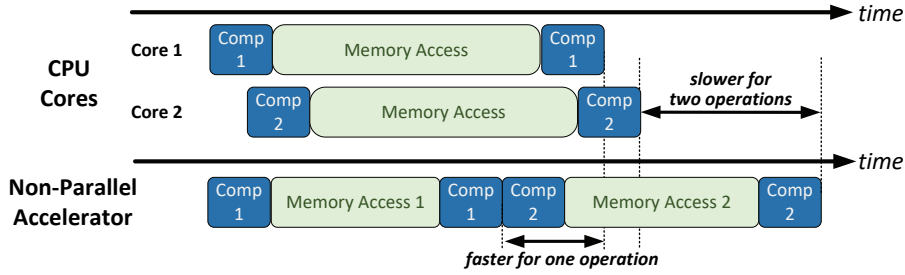 time
Core 1
Comp
1
Memory Access
Comp
1
CPU
Cores
Core 2
Comp
2
Memory Access
Comp
2
slower for
two operations
time
Non-Parallel
Accelerator
Comp
1
Memory Access 1
Comp
1
Comp
2
Memory Access 2
Comp
2
faster for one operation